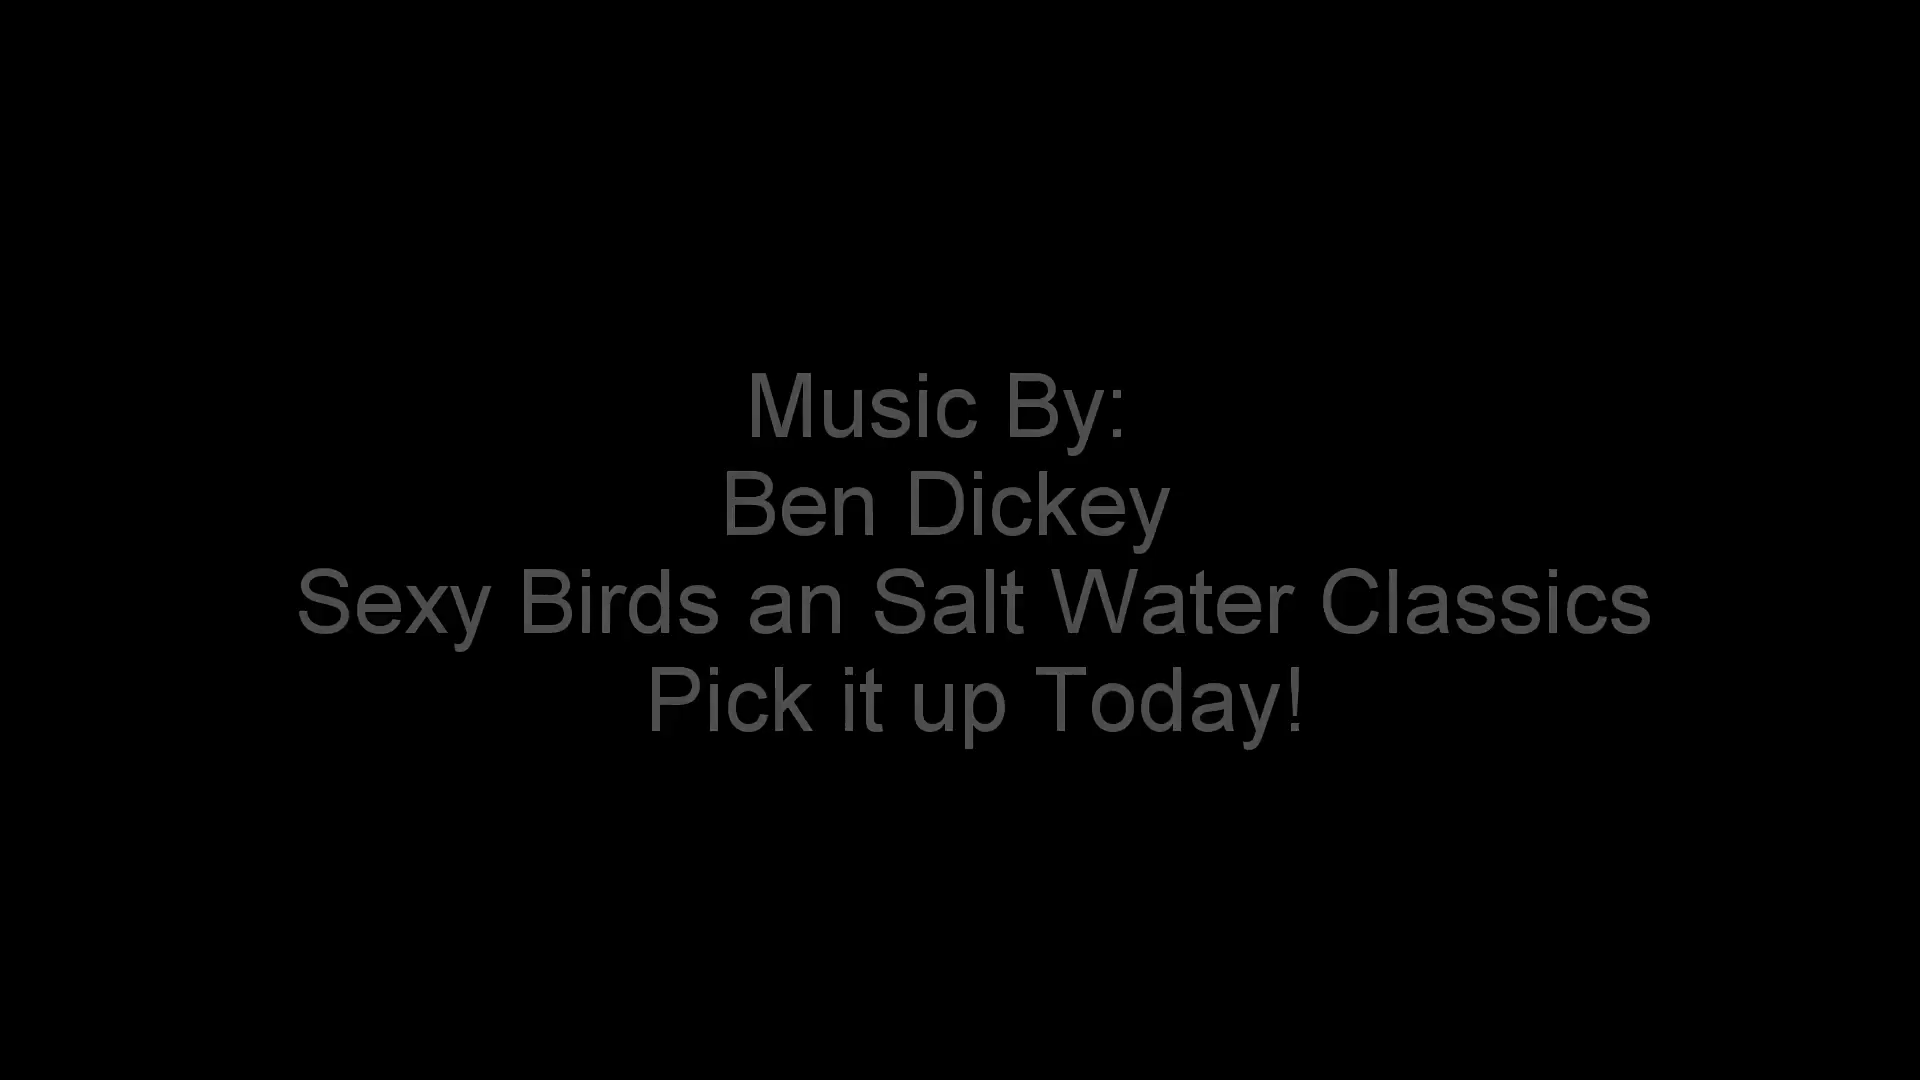 Music By:
Ben Dickey
Sexy Birds an Salt Water Classics
Pick it up Today!